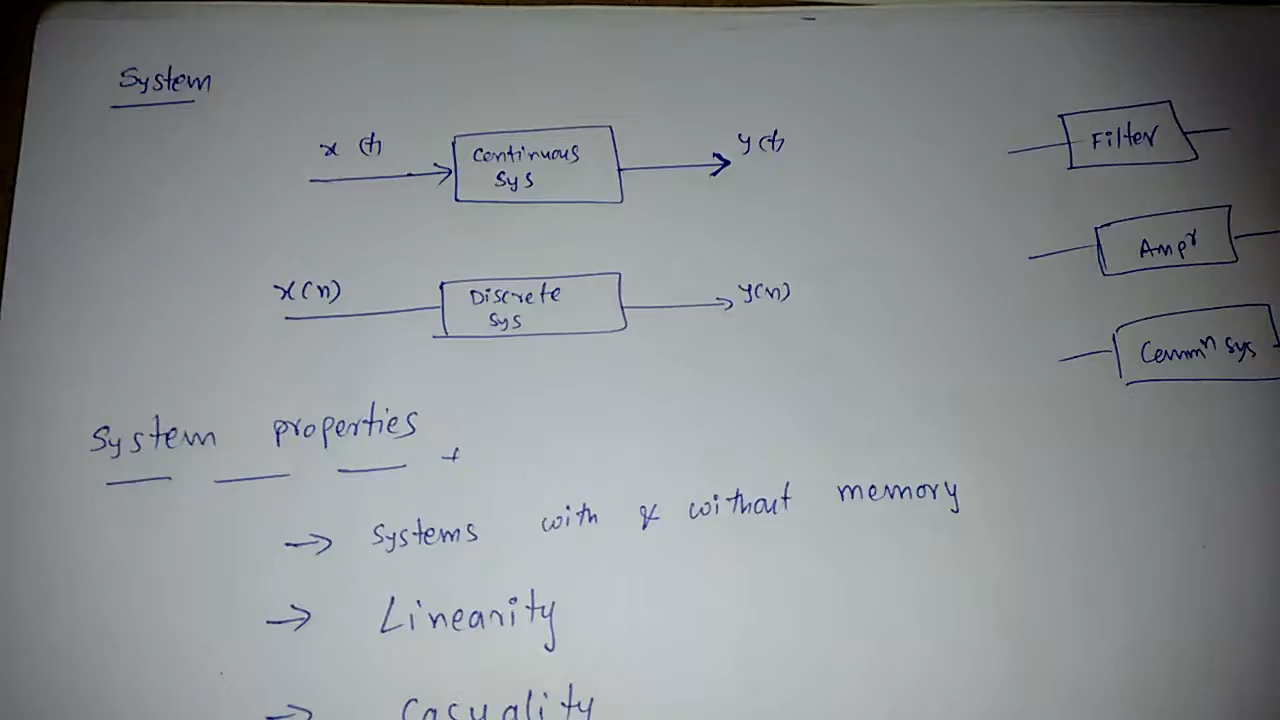 System
x (t) Continuous Sys y(t)
x(n) Discrete Sys y(n)
Filter
Ampr
Commn Sys
System properties
→ Systems with & without memory
→ Linearity
→ Casuality